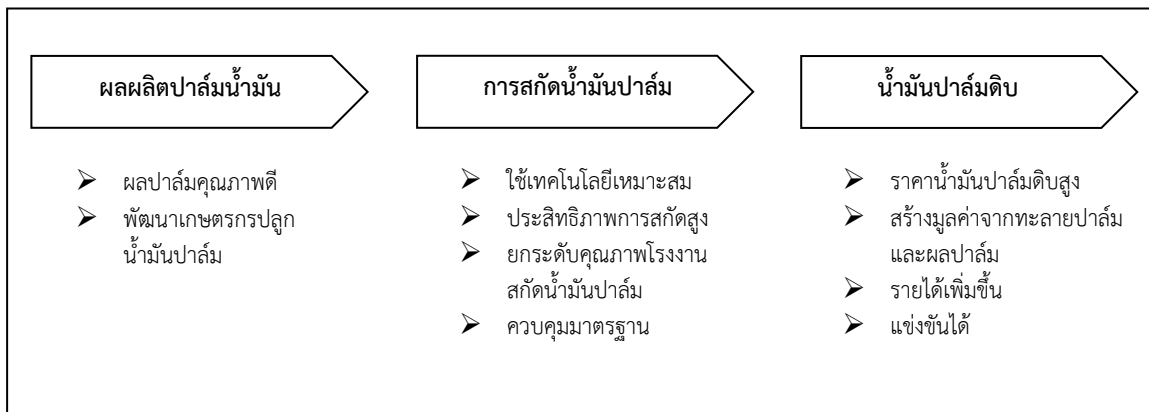 ผลผลิตปาล์มน้ำมัน
➢ ผลปาล์มคุณภาพดี
➢ พัฒนาเกษตรกรปลูก
น้ำมันปาล์ม
การสกัดน้ำมันปาล์ม
➢ ใช้เทคโนโลยีเหมาะสม
➢ ประสิทธิภาพการสกัดสูง
➢ ยกระดับคุณภาพโรงงาน
สกัดน้ำมันปาล์ม
➢ ควบคุมมาตรฐาน
น้ำมันปาล์มดิบ
➢ ราคาน้ำมันปาล์มดิบสูง
➢ สร้างมูลค่าจากทะลายปาล์ม
และผลปาล์ม
➢ รายได้เพิ่มขึ้น
➢ แข่งขันได้